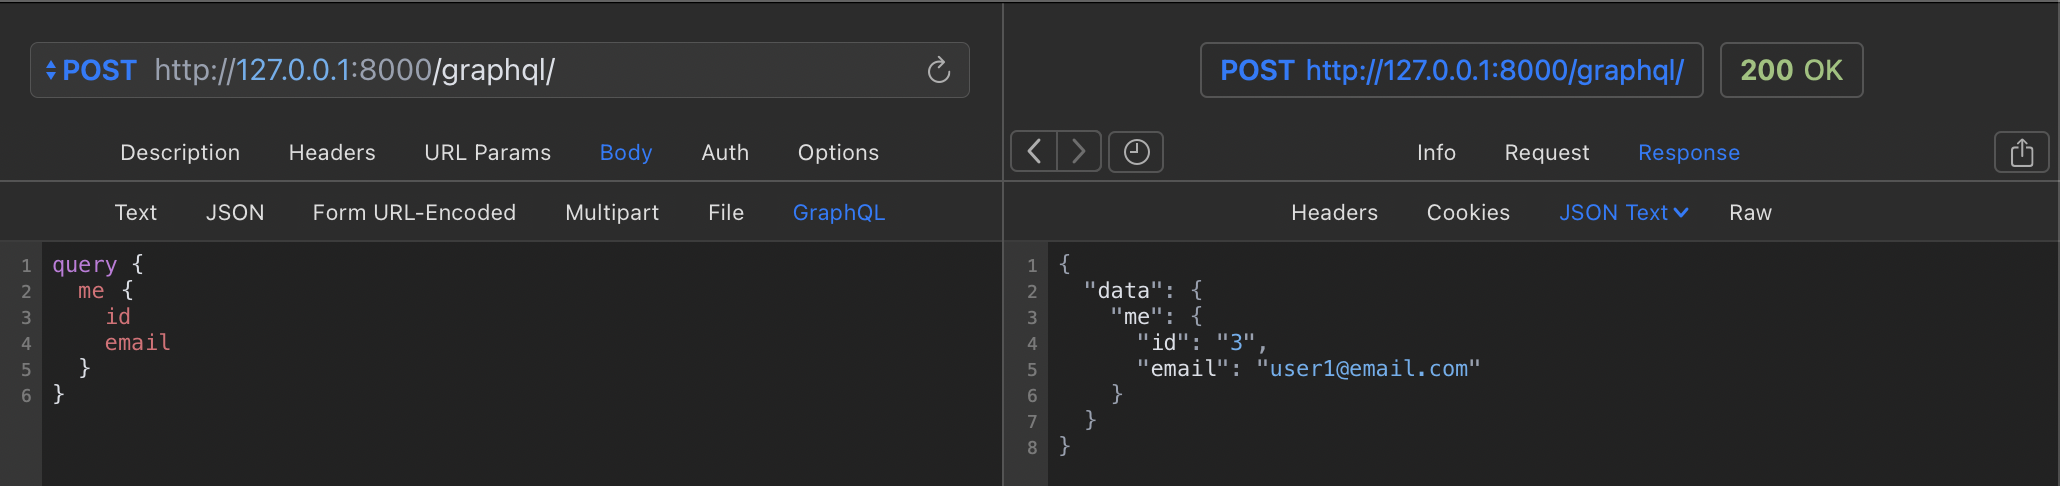 POST http://127.0.0.1:8000/graphql/
Description Headers URL Params Body Auth Options
Text JSON Form URL-Encoded Multipart File GraphQL
1 query {
2   me {
3     id
4     email
5   }
6 }
POST http://127.0.0.1:8000/graphql/ 200 OK
Info Request Response
Headers Cookies JSON Text Raw
1 {
2   "data": {
3     "me": {
4       "id": "3",
5       "email": "user1@email.com"
6     }
7   }
8 }